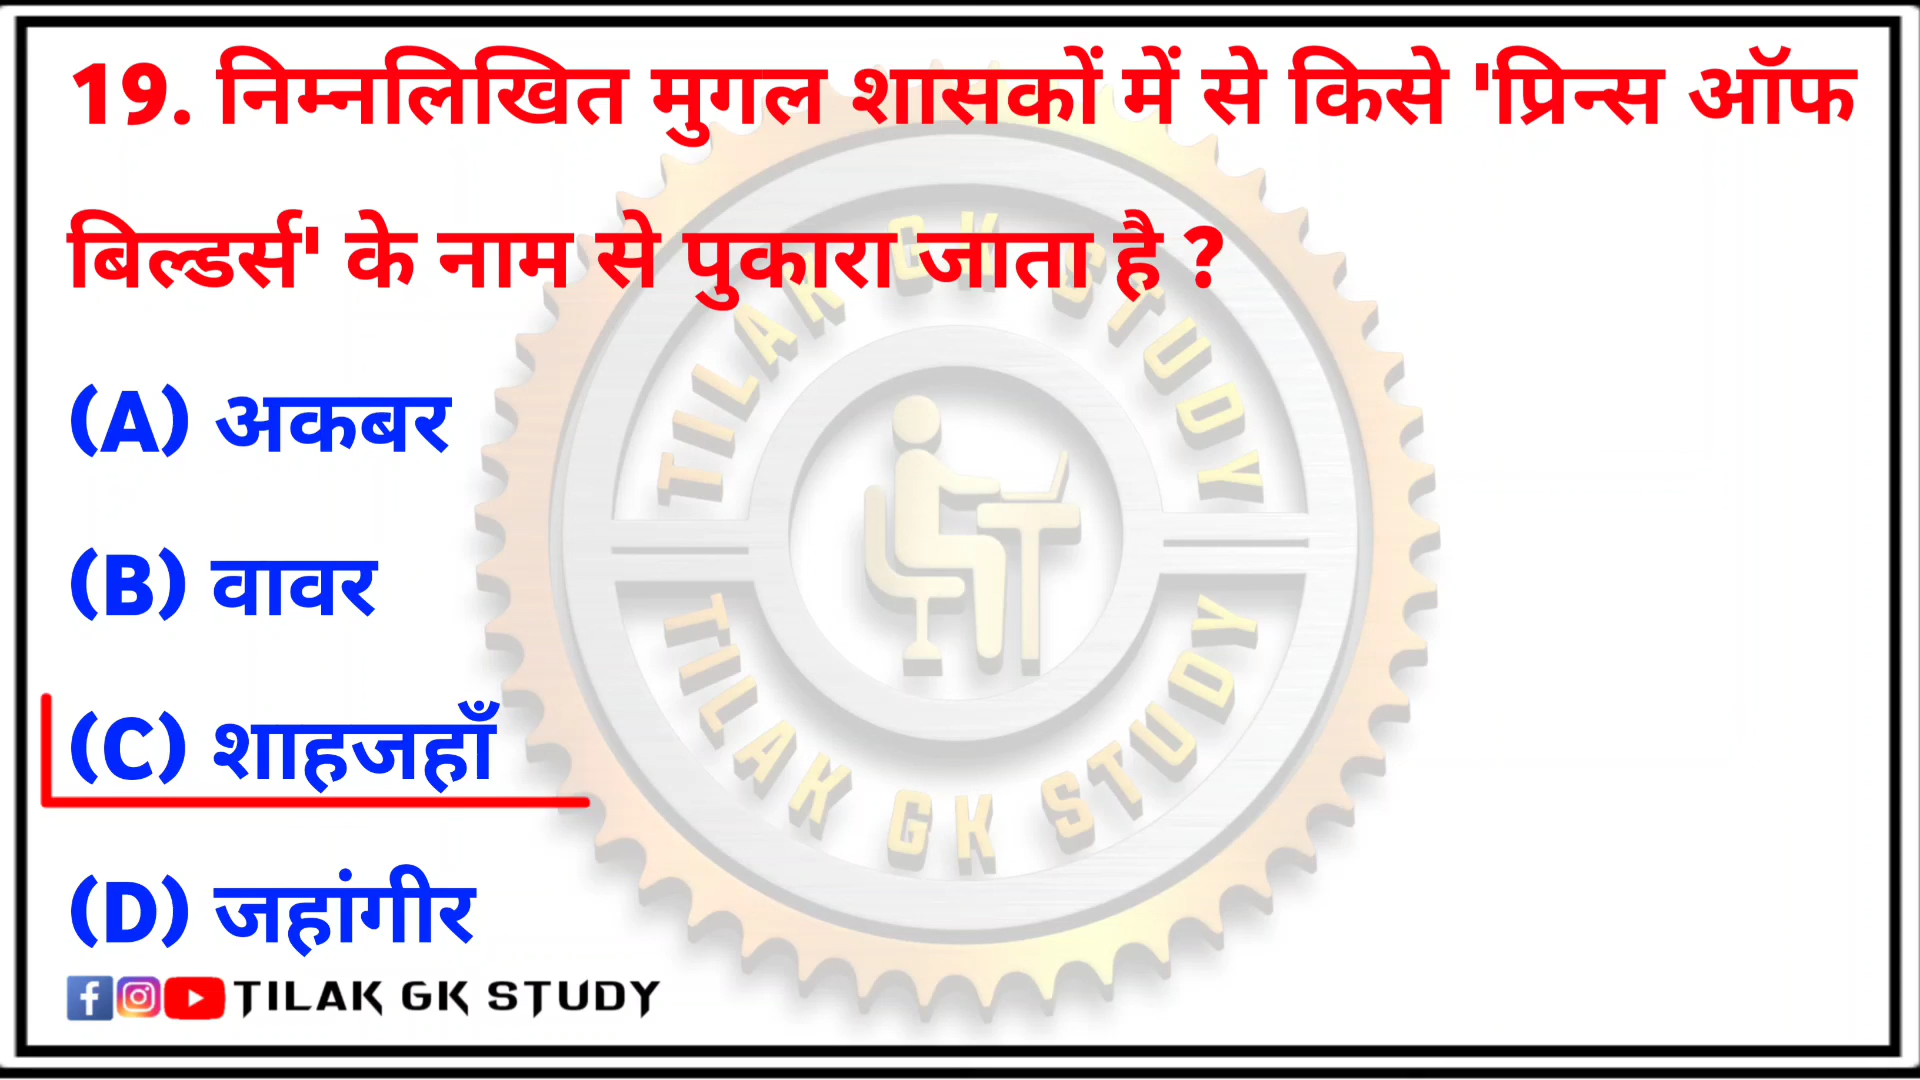 19. निम्नलिखित मुगल शासकों में से किसे 'प्रिन्स ऑफ
बिल्डर्स' के नाम से पुकारा जाता है ?
(A) अकबर
(B) वावर
(C) शाहजहाँ
(D) जहांगीर
TILAK GK STUDY
TILAK GK STUDY
TILAK GK STUDY